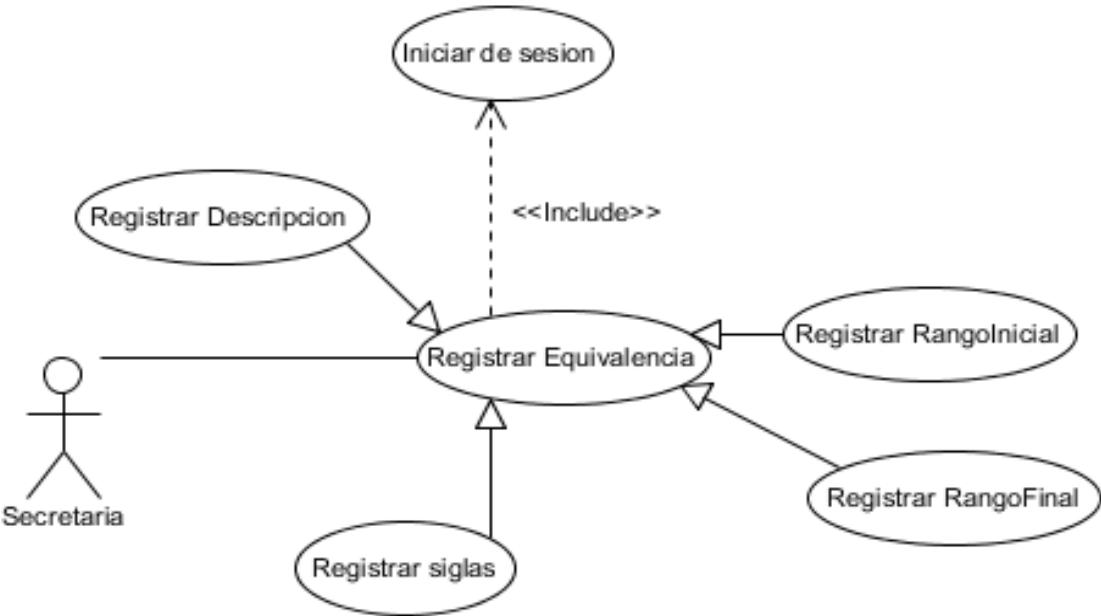 Iniciar de sesion
Registrar Descripcion
<<Include>>
Registrar RangoInicial
Registrar Equivalencia
Registrar RangoFinal
Secretaria
Registrar siglas